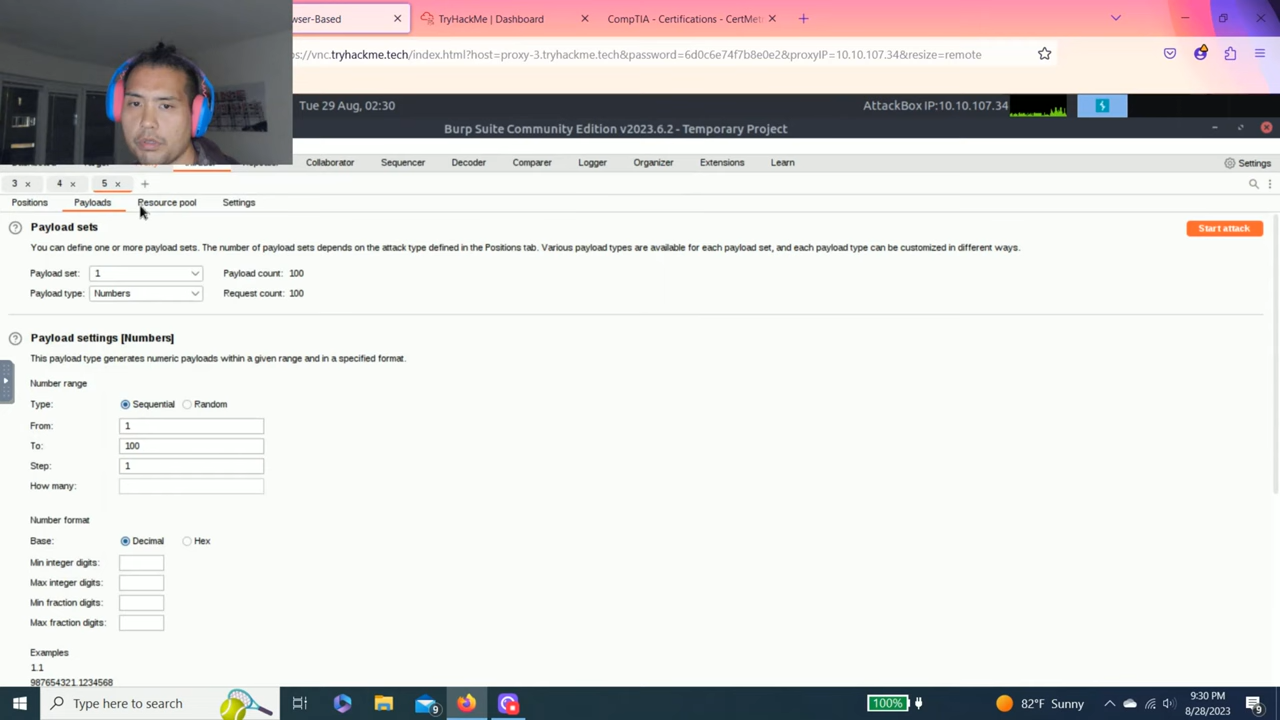 wser-Based
TryHackMe | Dashboard
CompTIA - Certifications - CertMet
s://vnc.tryhackme.tech/index.html?host=proxy-3.tryhackme.tech&password=6d0c6e74f7b8e0e2&proxyIP=10.10.107.34&resize=remote
Tue 29 Aug, 02:30
AttackBox IP:10.10.107.34
Burp Suite Community Edition v2023.6.2 - Temporary Project
Collaborator Sequencer Decoder Comparer Logger Organizer Extensions Learn
Settings
3 × 4 × 5 × +
Positions Payloads Resource pool Settings
Payload sets
Start attack
You can define one or more payload sets. The number of payload sets depends on the attack type defined in the Positions tab. Various payload types are available for each payload set, and each payload type can be customized in different ways.
Payload set: 1 Payload count: 100
Payload type: Numbers Request count: 100
Payload settings [Numbers]
This payload type generates numeric payloads within a given range and in a specified format.
Number range
Type: Sequential Random
From: 1
To: 100
Step: 1
How many:
Number format
Base: Decimal Hex
Min integer digits:
Max integer digits:
Min fraction digits:
Max fraction digits:
Examples
1.1
987654321.1234568
Type here to search
9
100%
82°F Sunny
9:30 PM
8/28/2023
9